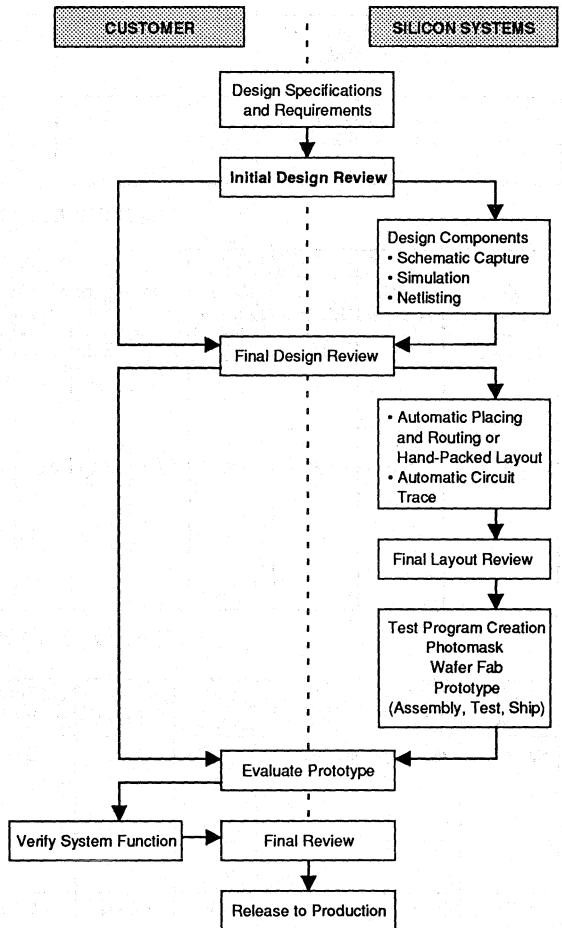 CUSTOMER
SILICON SYSTEMS
Design Specifications
and Requirements
Initial Design Review
Design Components
• Schematic Capture
• Simulation
• Netlisting
Final Design Review
• Automatic Placing
and Routing or
Hand-Packed Layout
• Automatic Circuit
Trace
Final Layout Review
Test Program Creation
Photomask
Wafer Fab
Prototype
(Assembly, Test, Ship)
Evaluate Prototype
Verify System Function
Final Review
Release to Production